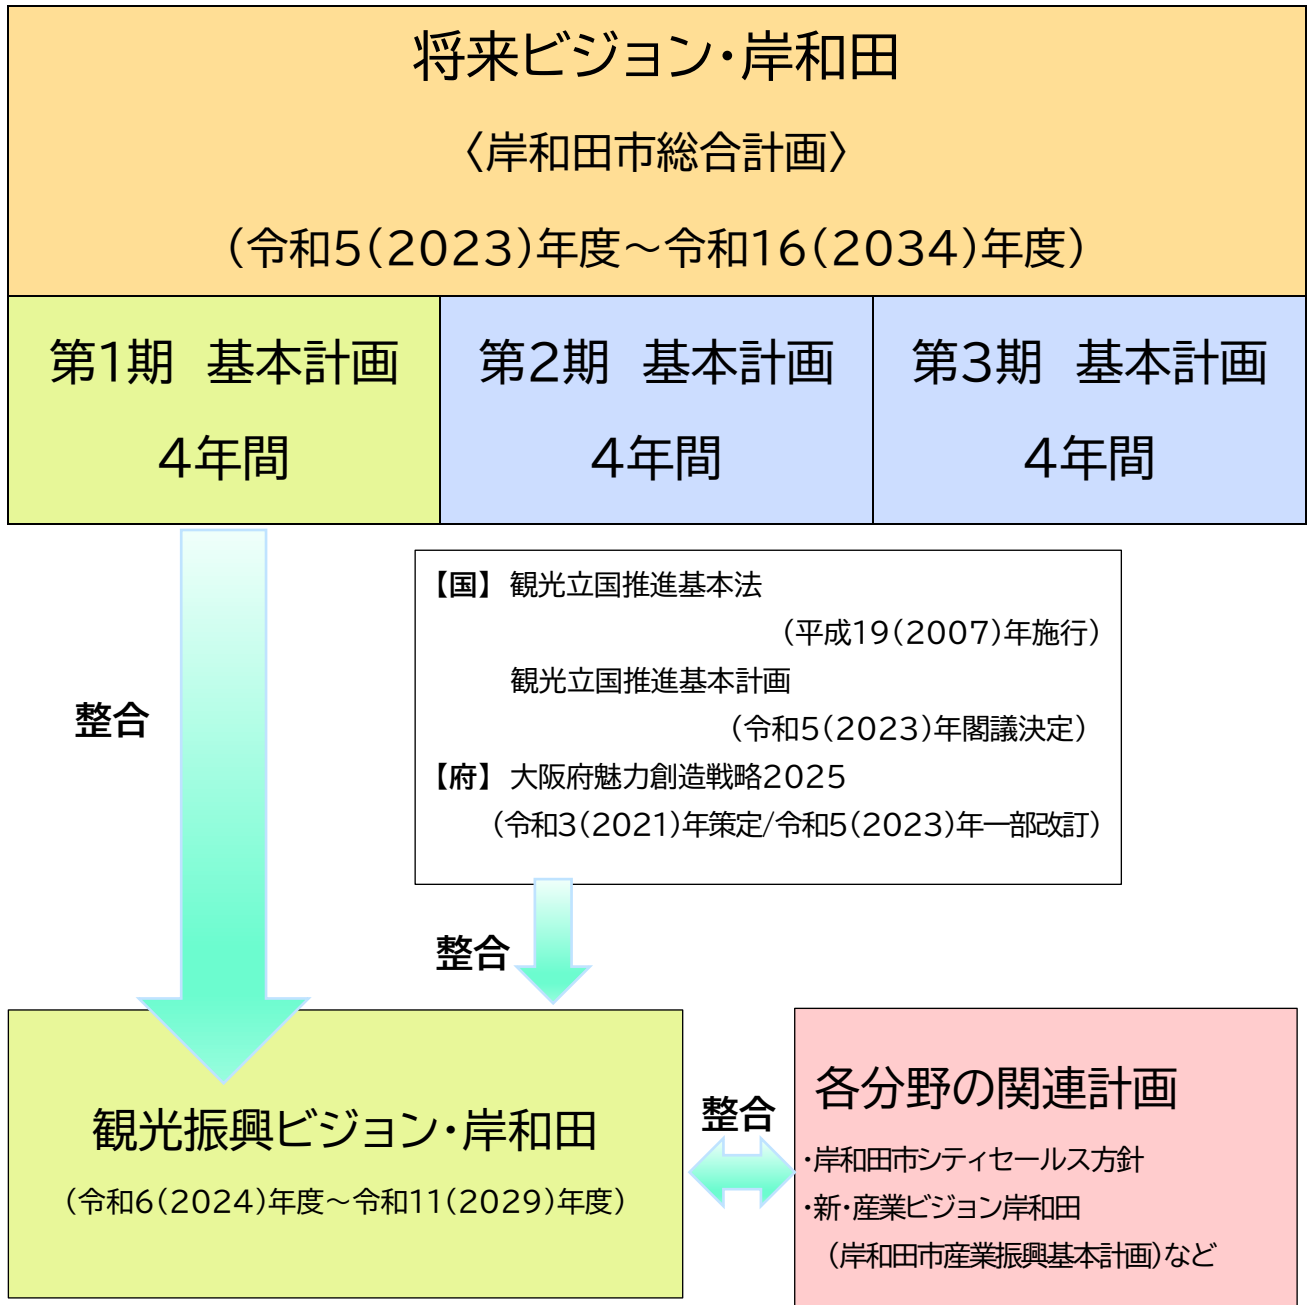 将来ビジョン・岸和田
〈岸和田市総合計画〉
（令和5（2023）年度～令和16（2034）年度）
第1期　基本計画
4年間
第2期　基本計画
4年間
第3期　基本計画
4年間
【国】 観光立国推進基本法
（平成19（2007）年施行）
観光立国推進基本計画
（令和5（2023）年閣議決定）
【府】 大阪府魅力創造戦略2025
（令和3（2021）年策定/令和5（2023）年一部改訂）
整合
整合
観光振興ビジョン・岸和田
（令和6（2024）年度～令和11（2029）年度）
整合
各分野の関連計画
・岸和田市シティセールス方針
・新・産業ビジョン岸和田
（岸和田市産業振興基本計画）など